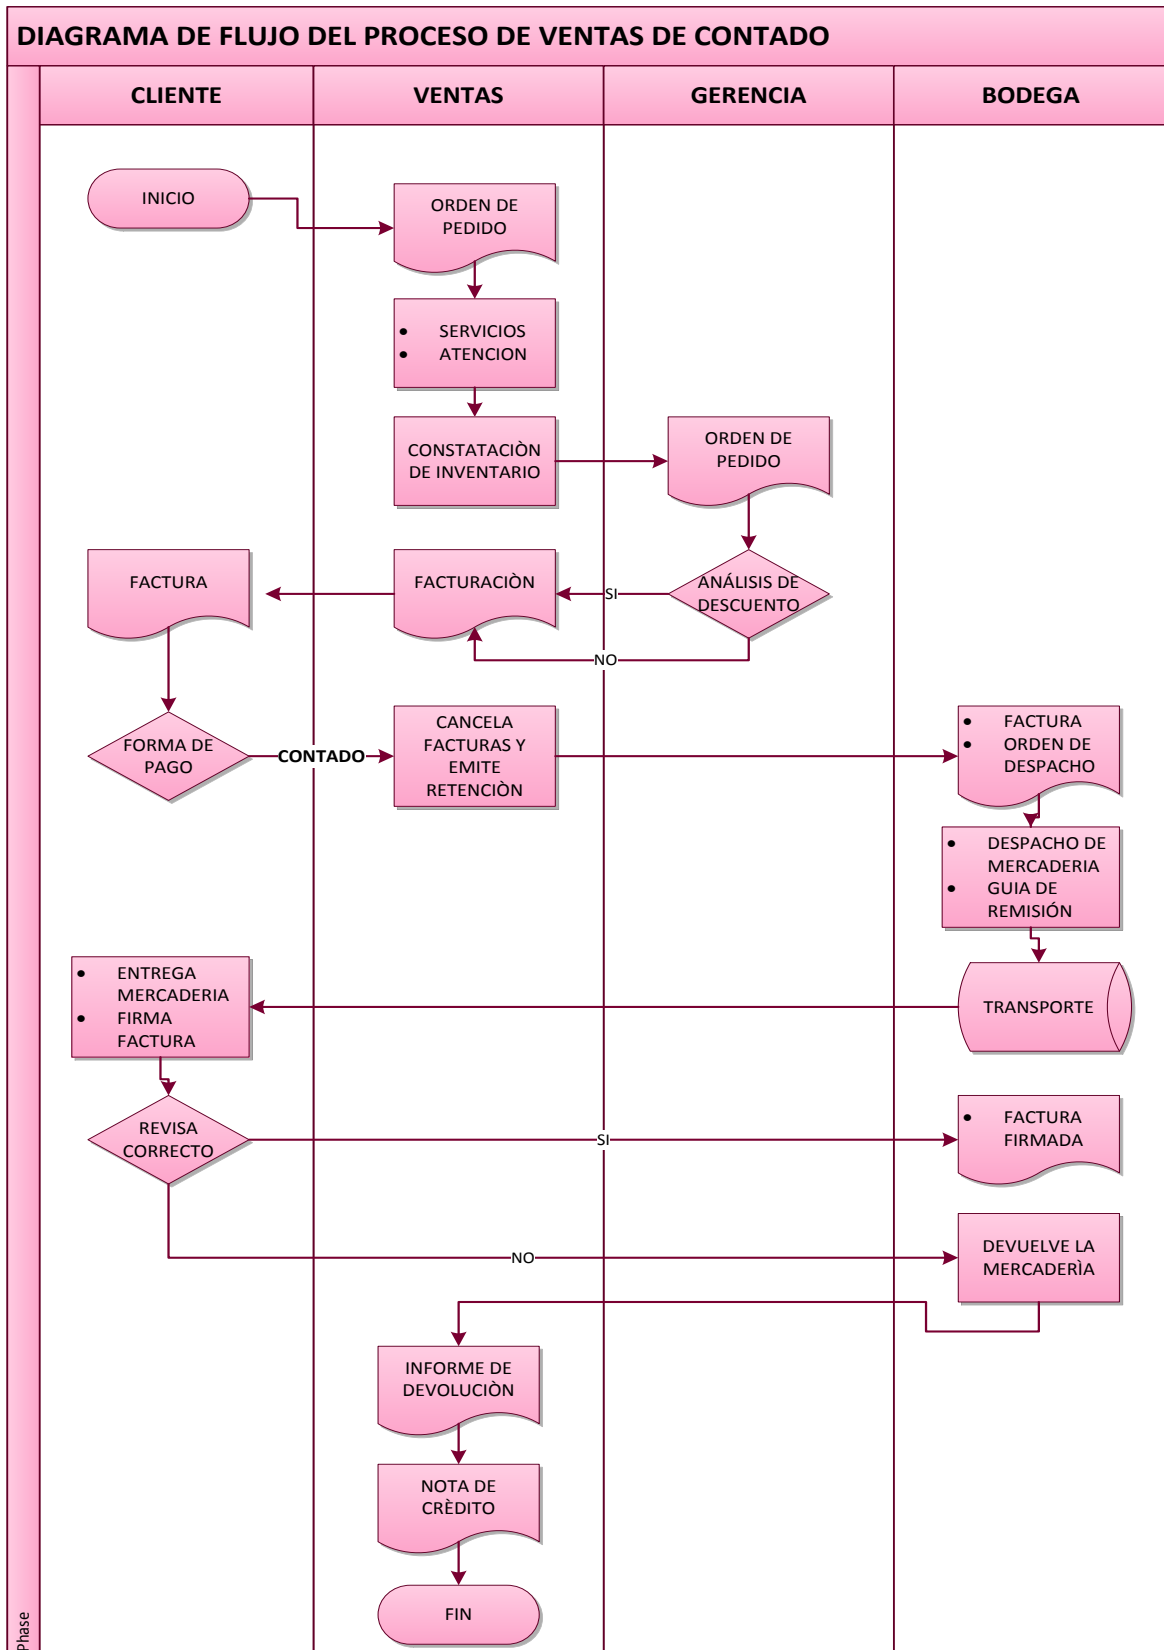 DIAGRAMA DE FLUJO DEL PROCESO DE VENTAS DE CONTADO
CLIENTE
VENTAS
GERENCIA
BODEGA
INICIO
ORDEN DE
PEDIDO
• SERVICIOS
• ATENCION
CONSTATACIÒN
DE INVENTARIO
ORDEN DE
PEDIDO
FACTURA
FACTURACIÒN
SI
ANÁLISIS DE
DESCUENTO
NO
FORMA DE
PAGO
CONTADO
CANCELA
FACTURAS Y
EMITE
RETENCIÒN
• FACTURA
• ORDEN DE
DESPACHO
• DESPACHO DE
MERCADERIA
• GUIA DE
REMISIÓN
• ENTREGA
MERCADERIA
• FIRMA
FACTURA
TRANSPORTE
REVISA
CORRECTO
SI
• FACTURA
FIRMADA
NO
DEVUELVE LA
MERCADERÌA
INFORME DE
DEVOLUCIÒN
NOTA DE
CRÈDITO
FIN
Phase